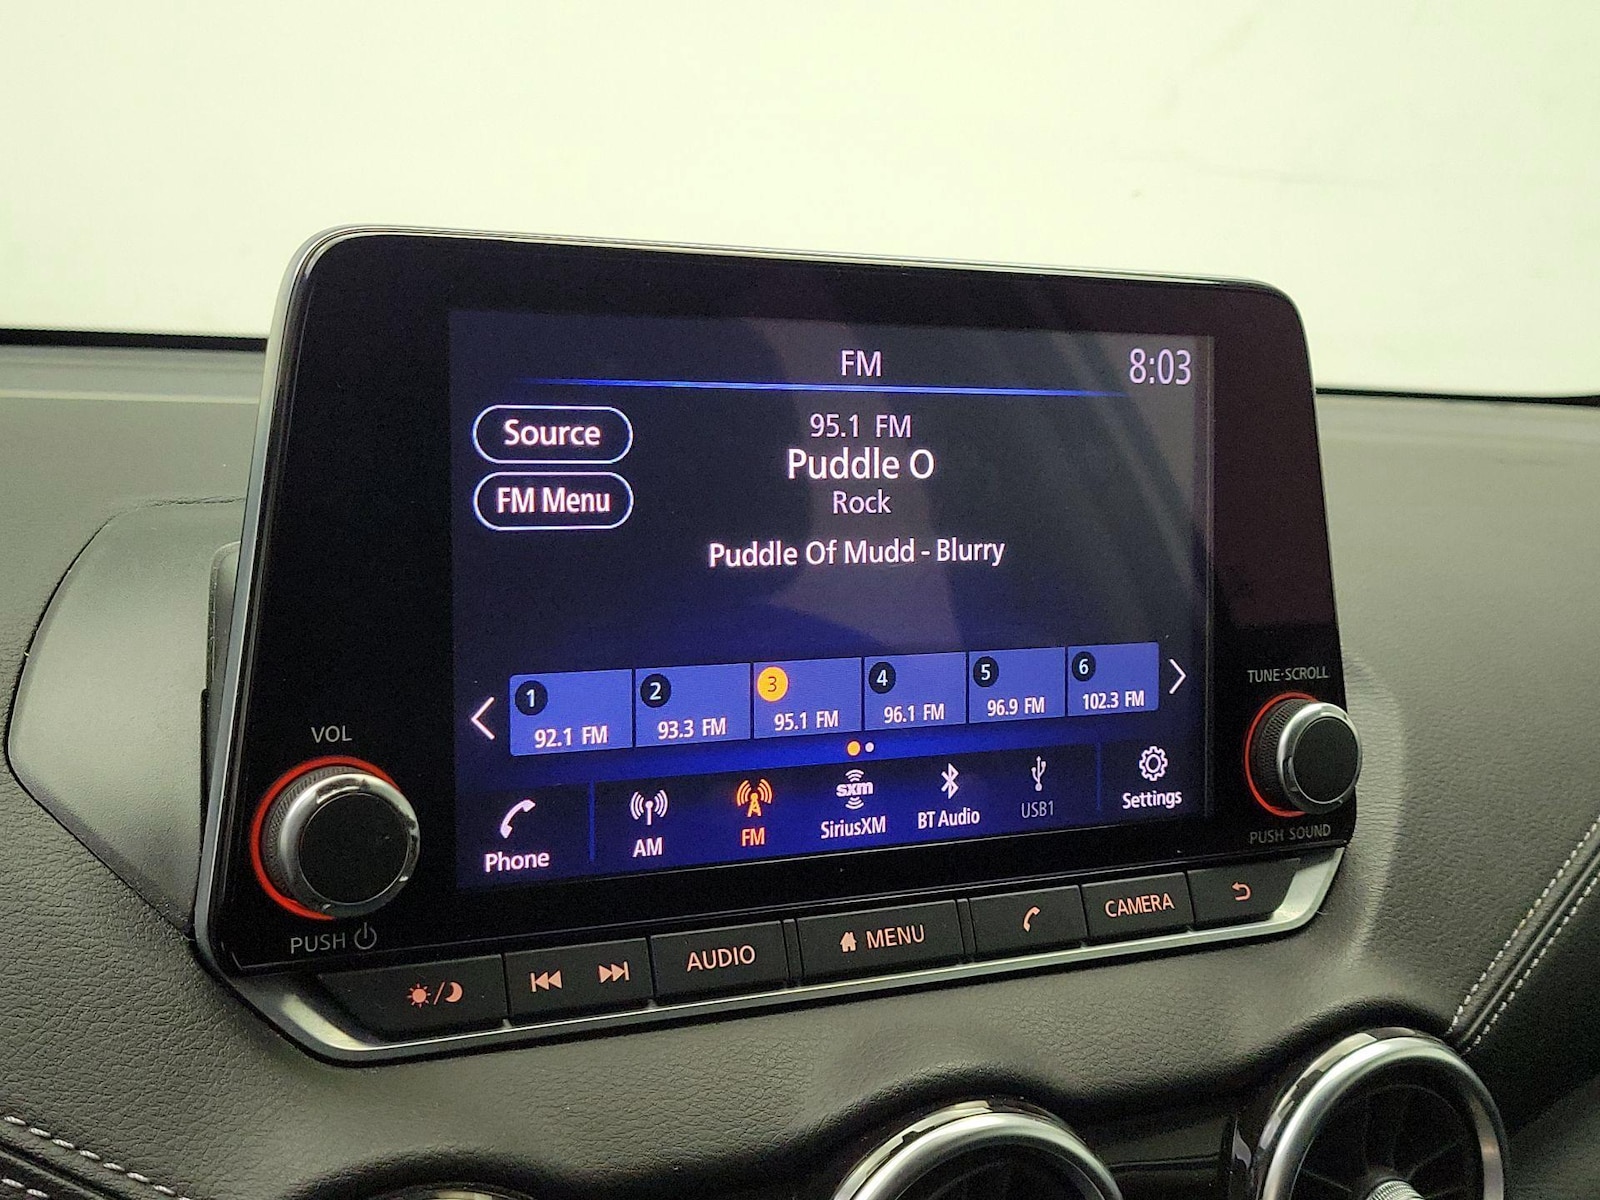 FM
8:03
Source
95.1 FM
Puddle O
FM Menu
Rock
Puddle Of Mudd - Blurry
1
92.1 FM
2
93.3 FM
3
95.1 FM
4
96.1 FM
5
96.9 FM
6
102.3 FM
Phone
AM
FM
sxm
SiriusXM
BT Audio
USB1
Settings
VOL
PUSH
TUNE·SCROLL
PUSH SOUND
AUDIO
MENU
CAMERA